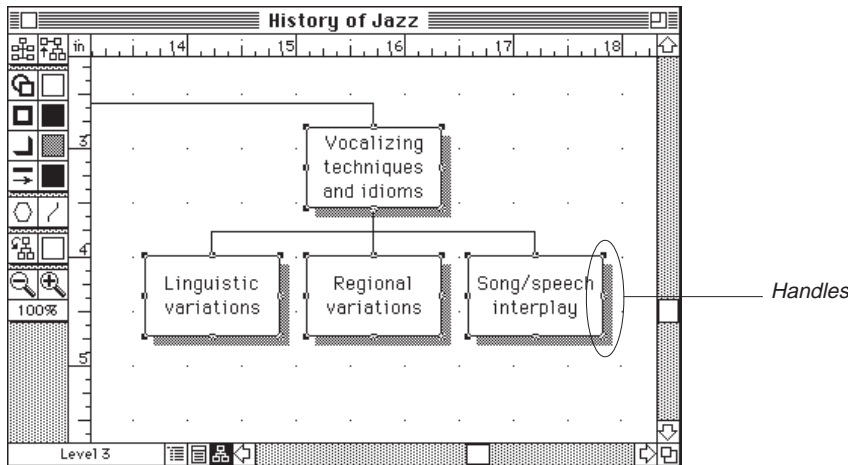 History of Jazz
in 14 15 16 17 18
3
Vocalizing
techniques
and idioms
4
Linguistic
variations
Regional
variations
Song/speech
interplay
Handles
100%
5
Level 3